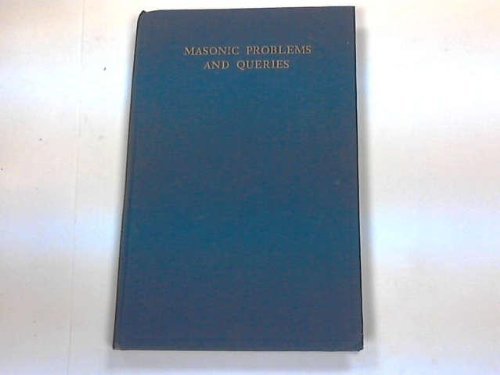 MASONIC PROBLEMS
AND QUERIES